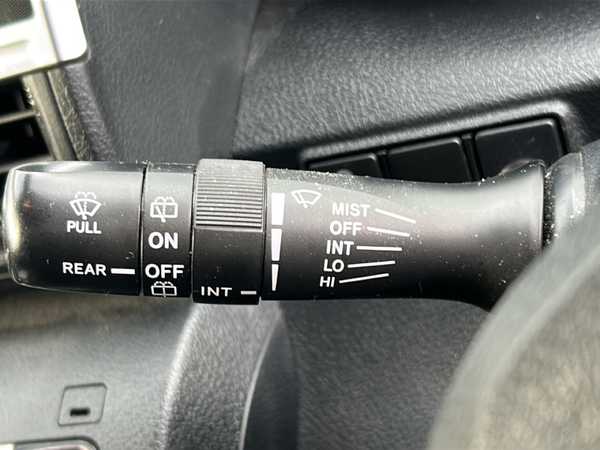 PULL
REAR
ON
OFF
INT
MIST
OFF
INT
LO
HI